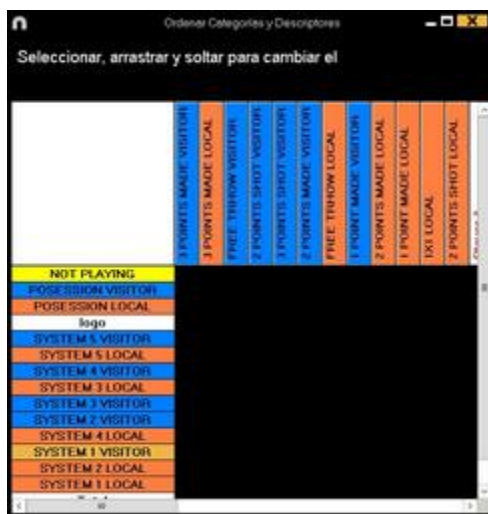 Ordenar Categorías y Descriptores
Seleccionar, arrastrar y soltar para cambiar el
3 POINTS MADE VISITOR
3 POINTS MADE LOCAL
FREE TRHOW VISITOR
2 POINTS SHOT VISITOR
3 POINTS SHOT VISITOR
2 POINTS MADE VISITOR
FREE TRHOW LOCAL
1 POINT MADE VISITOR
2 POINTS MADE LOCAL
1 POINT MADE LOCAL
1X1 LOCAL
2 POINTS SHOT LOCAL
NOT PLAYING
POSESSION VISITOR
POSESSION LOCAL
logo
SYSTEM 5 VISITOR
SYSTEM 5 LOCAL
SYSTEM 4 VISITOR
SYSTEM 3 LOCAL
SYSTEM 3 VISITOR
SYSTEM 2 VISITOR
SYSTEM 4 LOCAL
SYSTEM 1 VISITOR
SYSTEM 2 LOCAL
SYSTEM 1 LOCAL